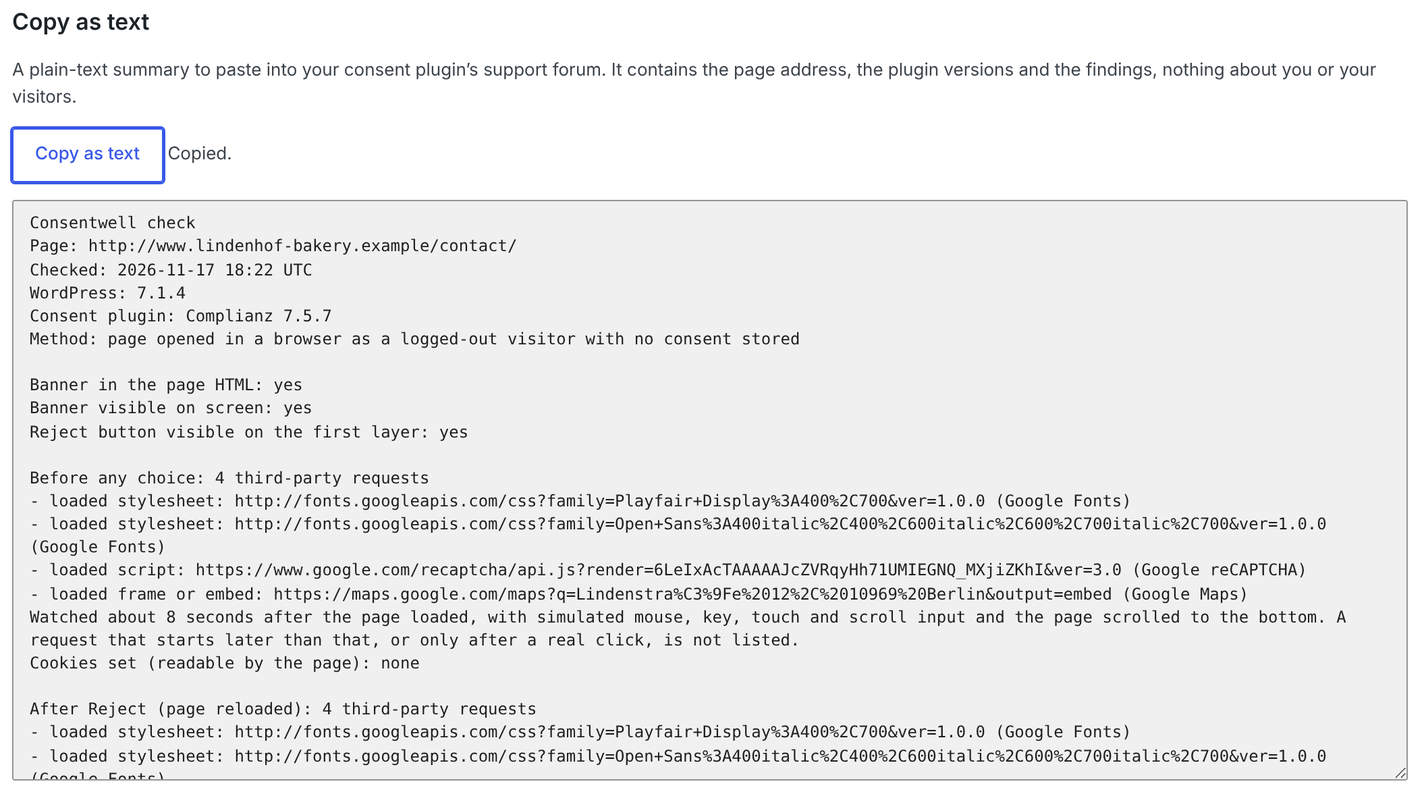 Copy as text
A plain-text summary to paste into your consent plugin’s support forum. It contains the page address, the plugin versions and the findings, nothing about you or your
visitors.
Copy as text Copied.
Consentwell check
Page: http://www.lindenhof-bakery.example/contact/
Checked: 2026-11-17 18:22 UTC
WordPress: 7.1.4
Consent plugin: Complianz 7.5.7
Method: page opened in a browser as a logged-out visitor with no consent stored
Banner in the page HTML: yes
Banner visible on screen: yes
Reject button visible on the first layer: yes
Before any choice: 4 third-party requests
- loaded stylesheet: http://fonts.googleapis.com/css?family=Playfair+Display%3A400%2C700&ver=1.0.0 (Google Fonts)
- loaded stylesheet: http://fonts.googleapis.com/css?family=Open+Sans%3A400italic%2C400%2C600italic%2C600%2C700italic%2C700&ver=1.0.0
(Google Fonts)
- loaded script: https://www.google.com/recaptcha/api.js?render=6LeIxAcTAAAAAJcZVRqyHh71UMIEGNQ_MXjiZKhI&ver=3.0 (Google reCAPTCHA)
- loaded frame or embed: https://maps.google.com/maps?q=Lindenstra%C3%9Fe%2012%2C%2010969%20Berlin&output=embed (Google Maps)
Watched about 8 seconds after the page loaded, with simulated mouse, key, touch and scroll input and the page scrolled to the bottom. A
request that starts later than that, or only after a real click, is not listed.
Cookies set (readable by the page): none
After Reject (page reloaded): 4 third-party requests
- loaded stylesheet: http://fonts.googleapis.com/css?family=Playfair+Display%3A400%2C700&ver=1.0.0 (Google Fonts)
- loaded stylesheet: http://fonts.googleapis.com/css?family=Open+Sans%3A400italic%2C400%2C600italic%2C600%2C700italic%2C700&ver=1.0.0
(Google Fonts)